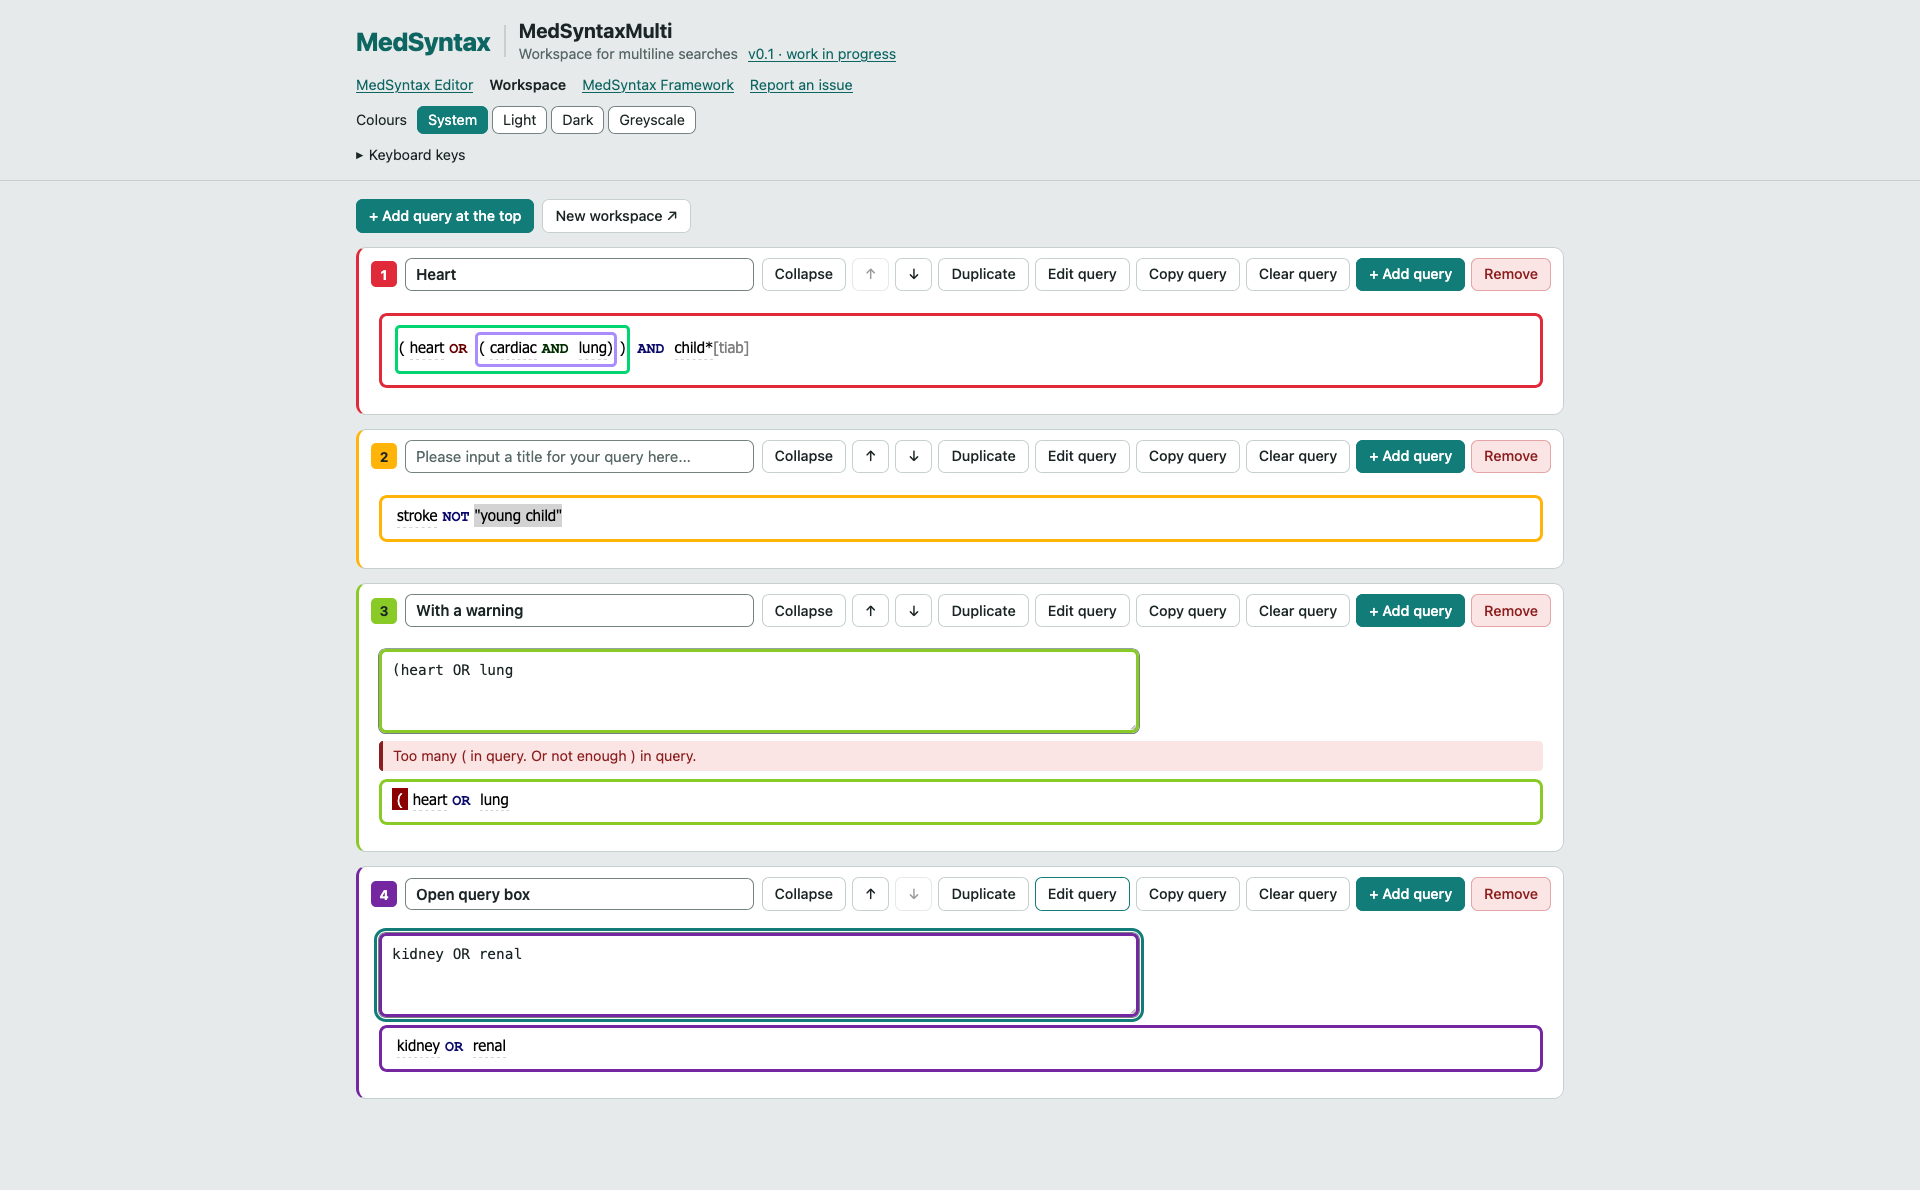 MedSyntax
MedSyntaxMulti
Workspace for multiline searches v0.1 · work in progress
MedSyntax Editor Workspace MedSyntax Framework Report an issue
Colours System Light Dark Greyscale
▸ Keyboard keys
+ Add query at the top New workspace ↗
1 Heart Collapse ↑ ↓ Duplicate Edit query Copy query Clear query + Add query Remove
( heart OR ( cardiac AND lung) ) AND child*[tiab]
2 Please input a title for your query here... Collapse ↑ ↓ Duplicate Edit query Copy query Clear query + Add query Remove
stroke NOT "young child"
3 With a warning Collapse ↑ ↓ Duplicate Edit query Copy query Clear query + Add query Remove
(heart OR lung
Too many ( in query. Or not enough ) in query.
( heart OR lung
4 Open query box Collapse ↑ ↓ Duplicate Edit query Copy query Clear query + Add query Remove
kidney OR renal
kidney OR renal